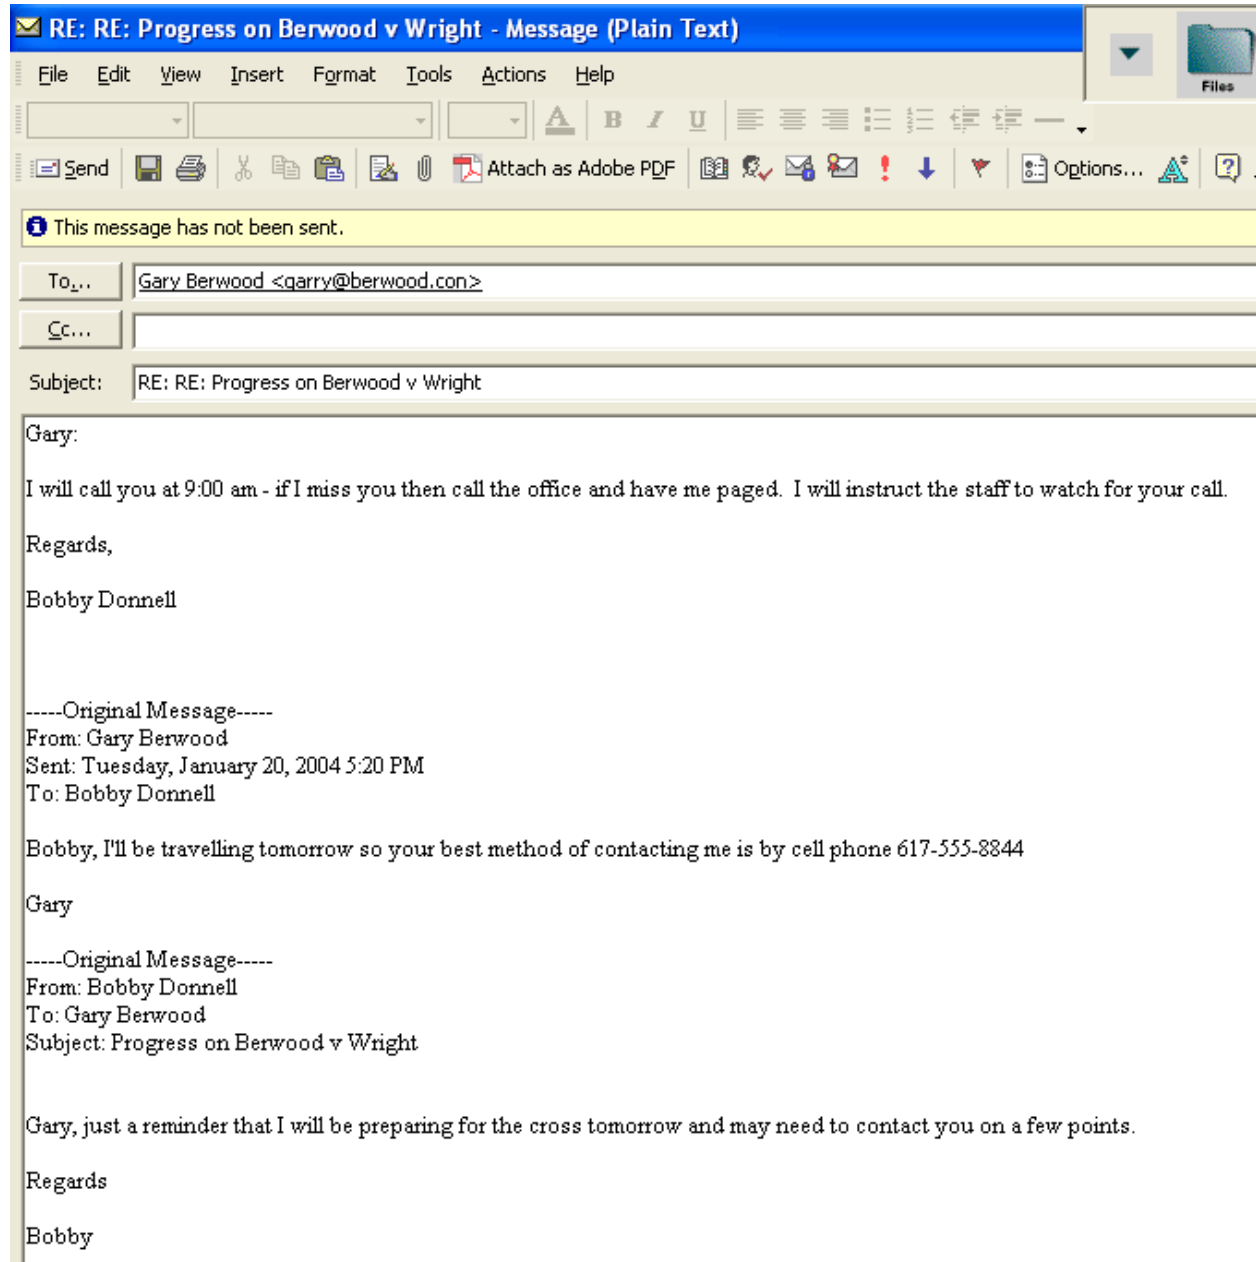 RE: RE: Progress on Berwood v Wright - Message (Plain Text)
Files
File Edit View Insert Format Tools Actions Help
A B I U
Send Attach as Adobe PDF Options...
This message has not been sent.
To... Gary Berwood <garry@berwood.con>
Cc...
Subject: RE: RE: Progress on Berwood v Wright
Gary:
I will call you at 9:00 am - if I miss you then call the office and have me paged. I will instruct the staff to watch for your call.
Regards,
Bobby Donnell
-----Original Message-----
From: Gary Berwood
Sent: Tuesday, January 20, 2004 5:20 PM
To: Bobby Donnell
Bobby, I'll be travelling tomorrow so your best method of contacting me is by cell phone 617-555-8844
Gary
-----Original Message-----
From: Bobby Donnell
To: Gary Berwood
Subject: Progress on Berwood v Wright
Gary, just a reminder that I will be preparing for the cross tomorrow and may need to contact you on a few points.
Regards
Bobby